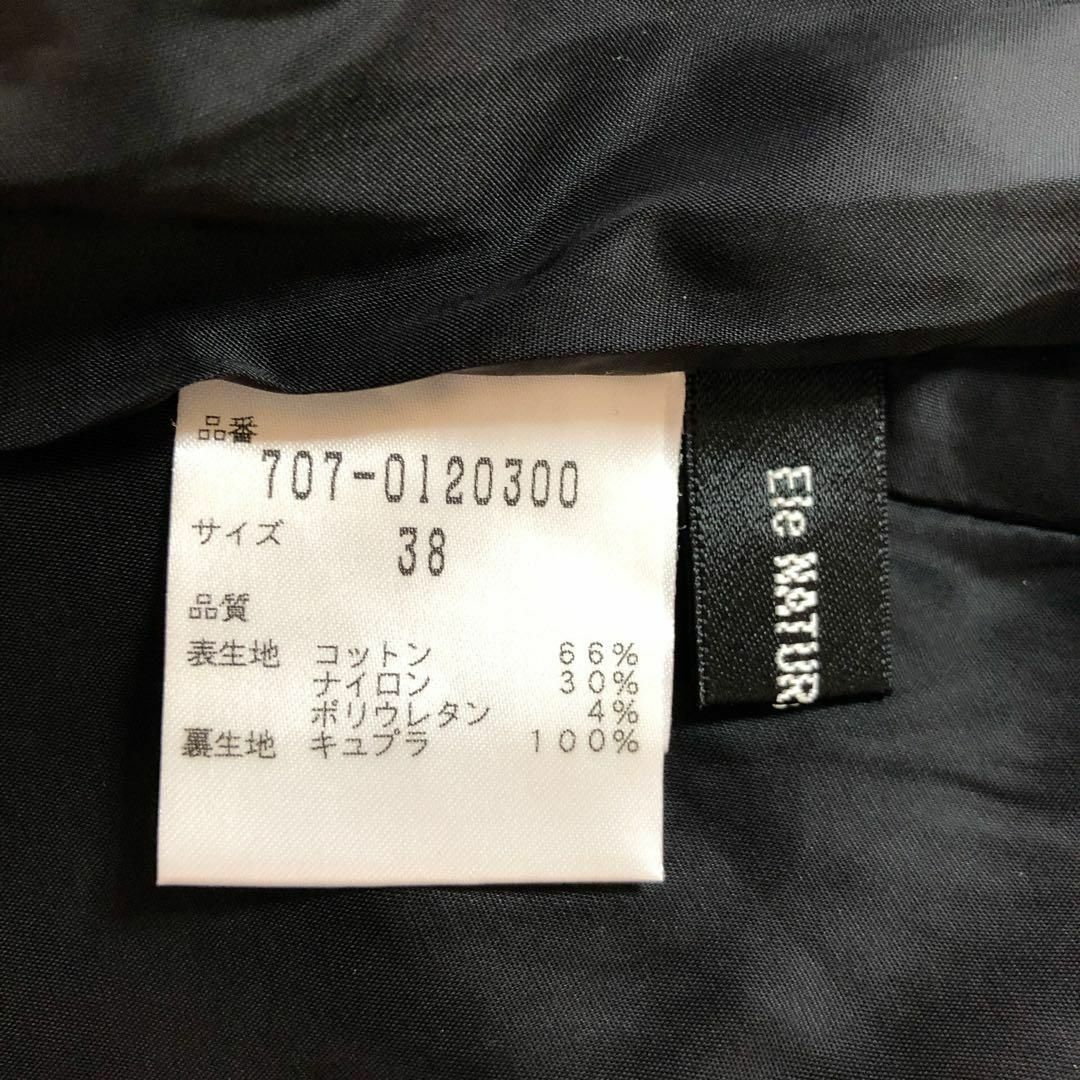 品番
707-0120300
サイズ 38
品質
表生地 コットン 66%
ナイロン 30%
ポリウレタン 4%
裏生地 キュプラ 100%
Ele NATUR